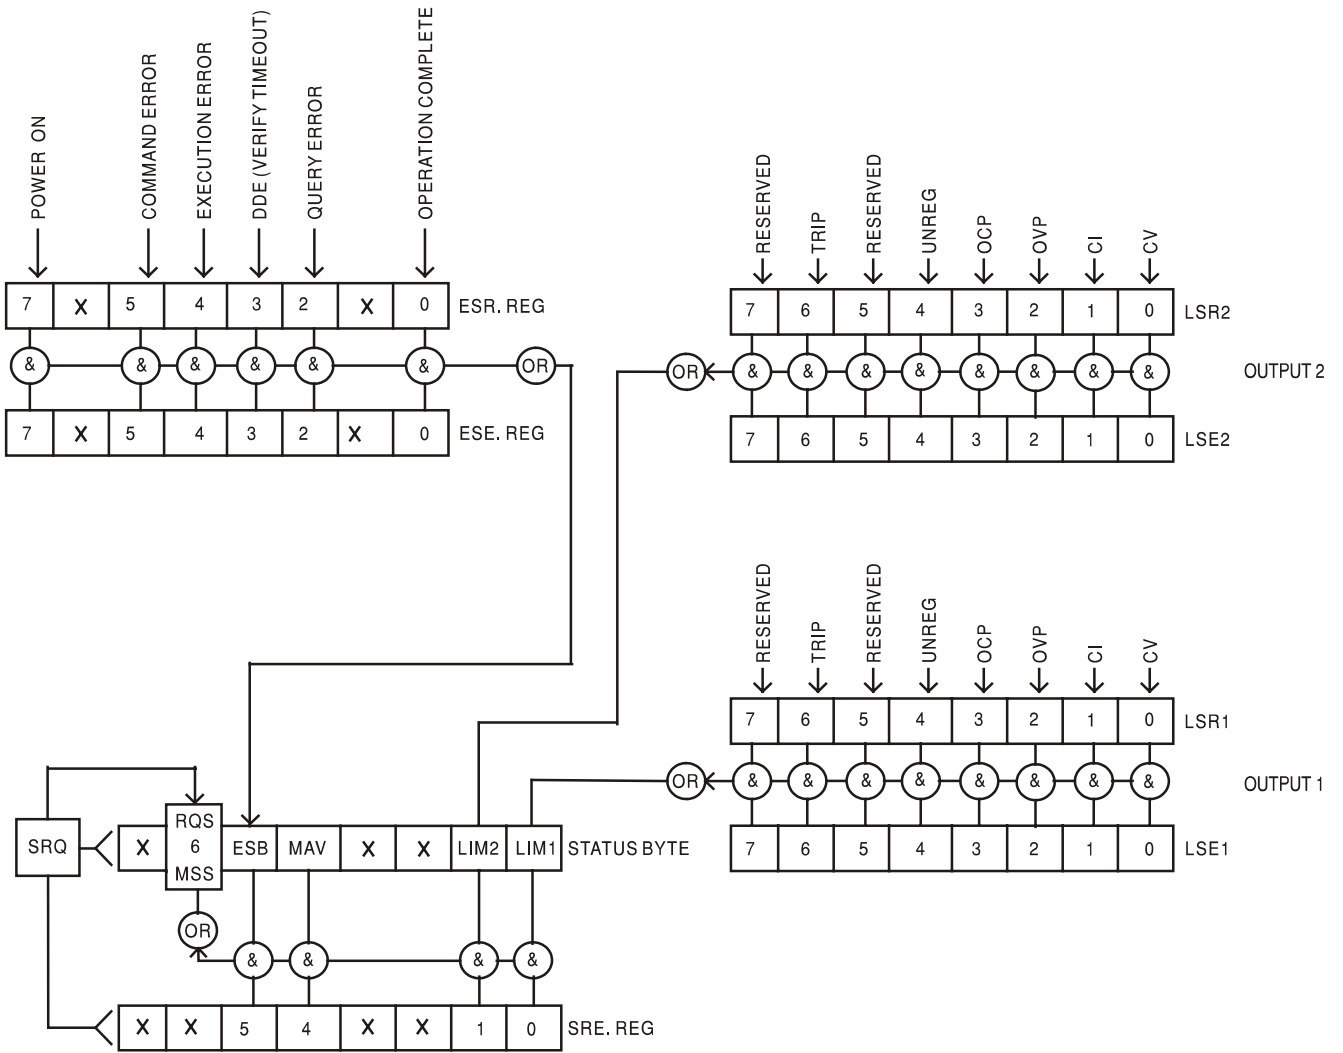 POWER ON
COMMAND ERROR
EXECUTION ERROR
DDE (VERIFY TIMEOUT)
QUERY ERROR
OPERATION COMPLETE
7 X 5 4 3 2 X 0 ESR. REG
& & & & & & OR
7 X 5 4 3 2 X 0 ESE. REG
RESERVED
TRIP
RESERVED
UNREG
OCP
OVP
CI
CV
7 6 5 4 3 2 1 0 LSR2
OR & & & & & & & & OUTPUT 2
7 6 5 4 3 2 1 0 LSE2
RESERVED
TRIP
RESERVED
UNREG
OCP
OVP
CI
CV
7 6 5 4 3 2 1 0 LSR1
OR & & & & & & & & OUTPUT 1
7 6 5 4 3 2 1 0 LSE1
SRQ
RQS
X 6 ESB MAV X X LIM2 LIM1 STATUS BYTE
MSS
OR
& & & &
X X 5 4 X X 1 0 SRE. REG